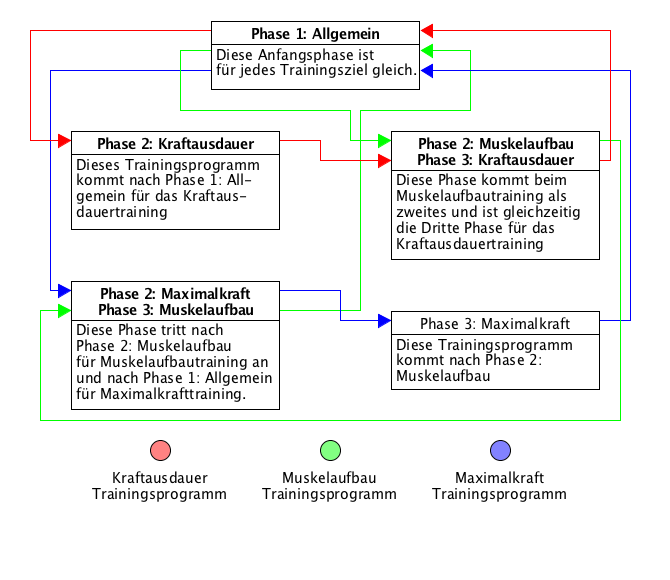 Phase 1: Allgemein
Diese Anfangsphase ist
für jedes Trainingsziel gleich.
Phase 2: Kraftausdauer
Dieses Trainingsprogramm
kommt nach Phase 1: All-
gemein für das Kraftaus-
dauertraining
Phase 2: Muskelaufbau
Phase 3: Kraftausdauer
Diese Phase kommt beim
Muskelaufbautraining als
zweites und ist gleichzeitig
die Dritte Phase für das
Kraftausdauertraining
Phase 2: Maximalkraft
Phase 3: Muskelaufbau
Diese Phase tritt nach
Phase 2: Muskelaufbau
für Muskelaufbautraining an
und nach Phase 1: Allgemein
für Maximalkrafttraining.
Phase 3: Maximalkraft
Diese Trainingsprogramm
kommt nach Phase 2:
Muskelaufbau
Kraftausdauer
Trainingsprogramm
Muskelaufbau
Trainingsprogramm
Maximalkraft
Trainingsprogramm